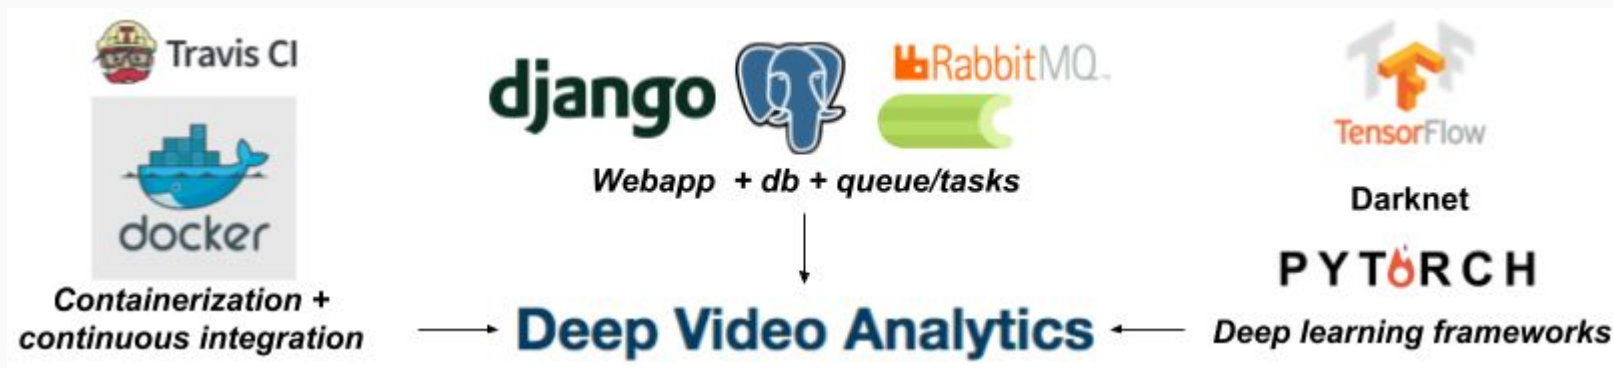 Travis CI
docker
Containerization +
continuous integration
django
RabbitMQ
Webapp + db + queue/tasks
Deep Video Analytics
TensorFlow
Darknet
PYTORCH
Deep learning frameworks